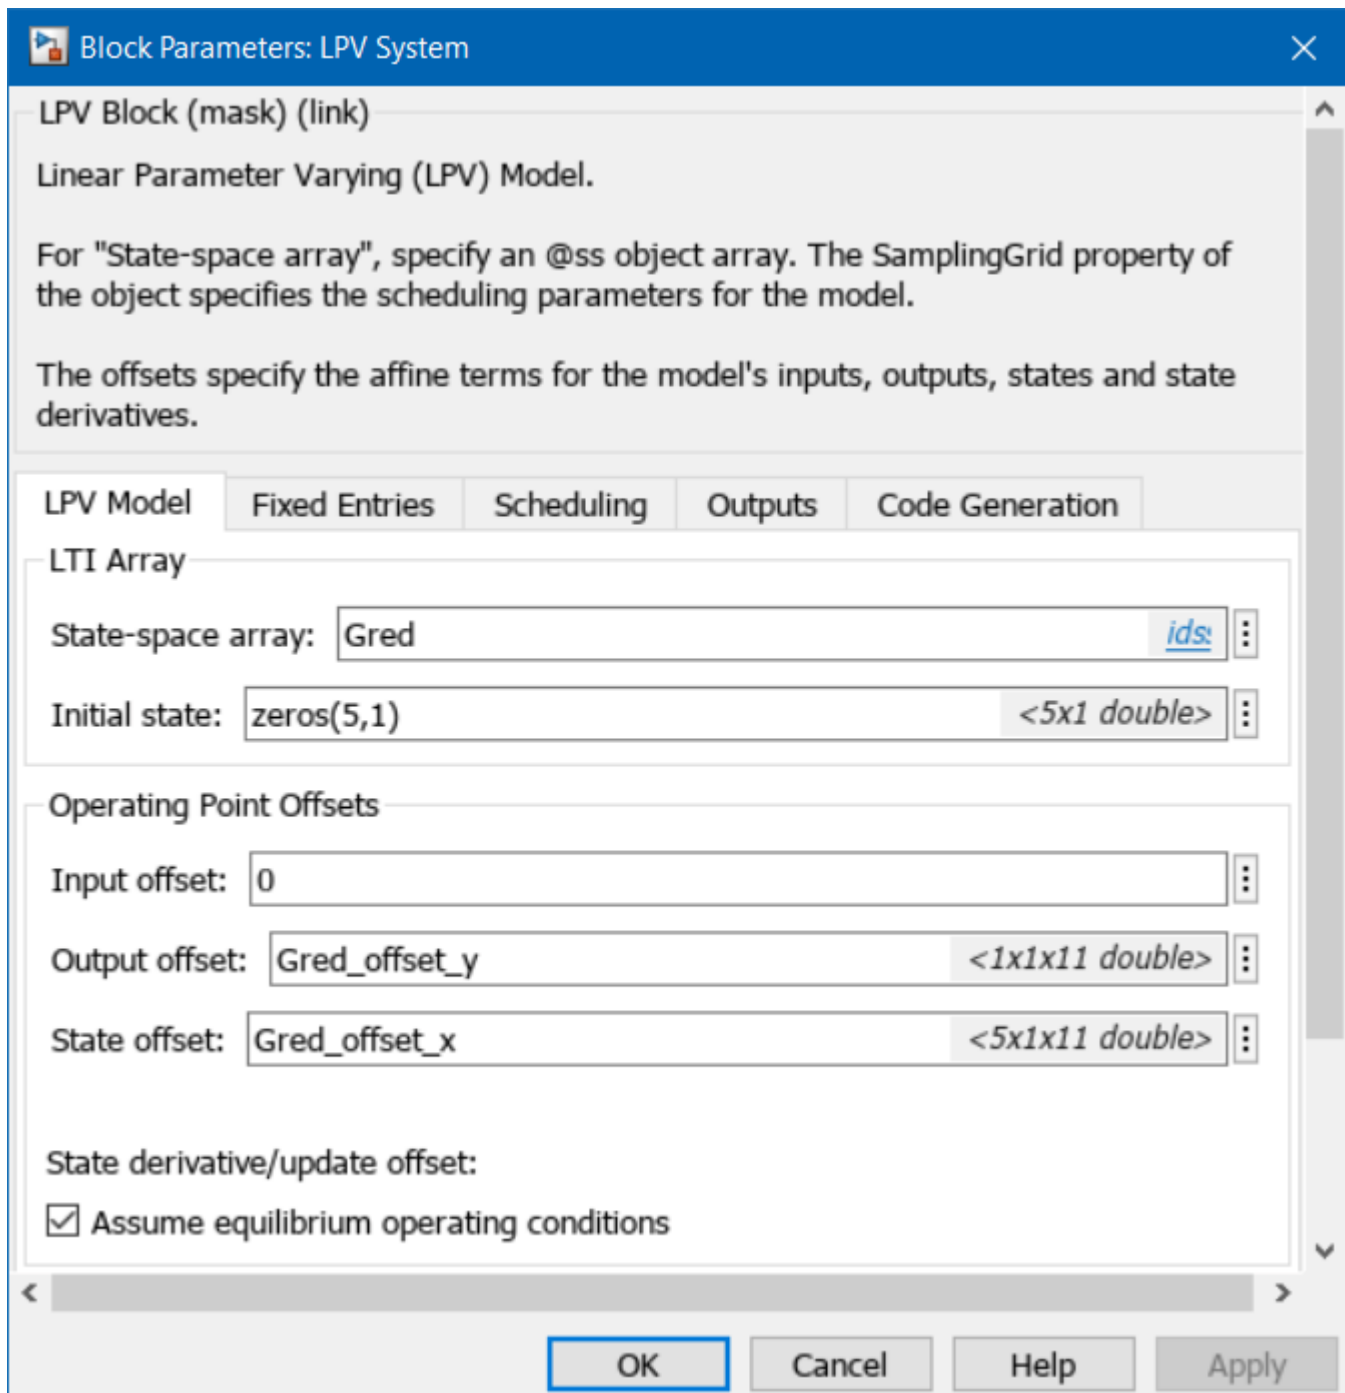 Block Parameters: LPV System
LPV Block (mask) (link)
Linear Parameter Varying (LPV) Model.
For "State-space array", specify an @ss object array. The SamplingGrid property of
the object specifies the scheduling parameters for the model.
The offsets specify the affine terms for the model's inputs, outputs, states and state
derivatives.
LPV Model Fixed Entries Scheduling Outputs Code Generation
LTI Array
State-space array: Gred
Initial state: zeros(5,1) <5x1 double>
Operating Point Offsets
Input offset: 0
Output offset: Gred_offset_y <1x1x11 double>
State offset: Gred_offset_x <5x1x11 double>
State derivative/update offset:
Assume equilibrium operating conditions
OK Cancel Help Apply